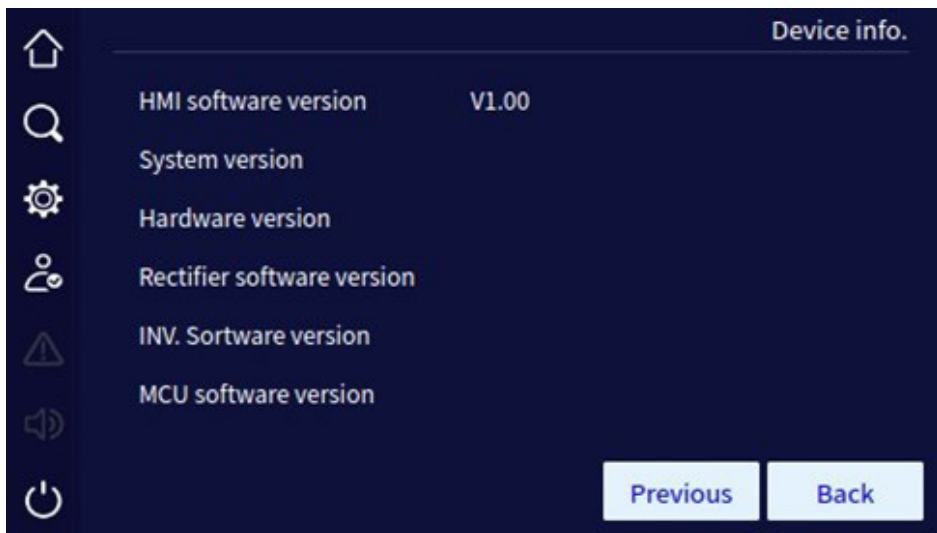 Device info.
HMI software version V1.00
System version
Hardware version
Rectifier software version
INV. Sortware version
MCU software version
Previous Back